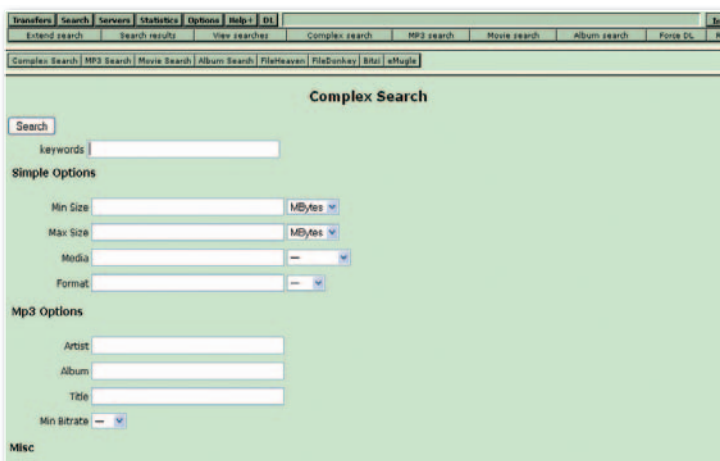 Transfers Search Servers Statistics Options Help+ DL
Extend search Search results View searches Complex search MP3 search Movie search Album search Force DL
Complex Search MP3 Search Movie Search Album Search FileHeaven FileDonkey Bitzi eMugle
Complex Search
Search
keywords
Simple Options
Min Size MBytes
Max Size MBytes
Media ---
Format ---
Mp3 Options
Artist
Album
Title
Min Bitrate ---
Misc